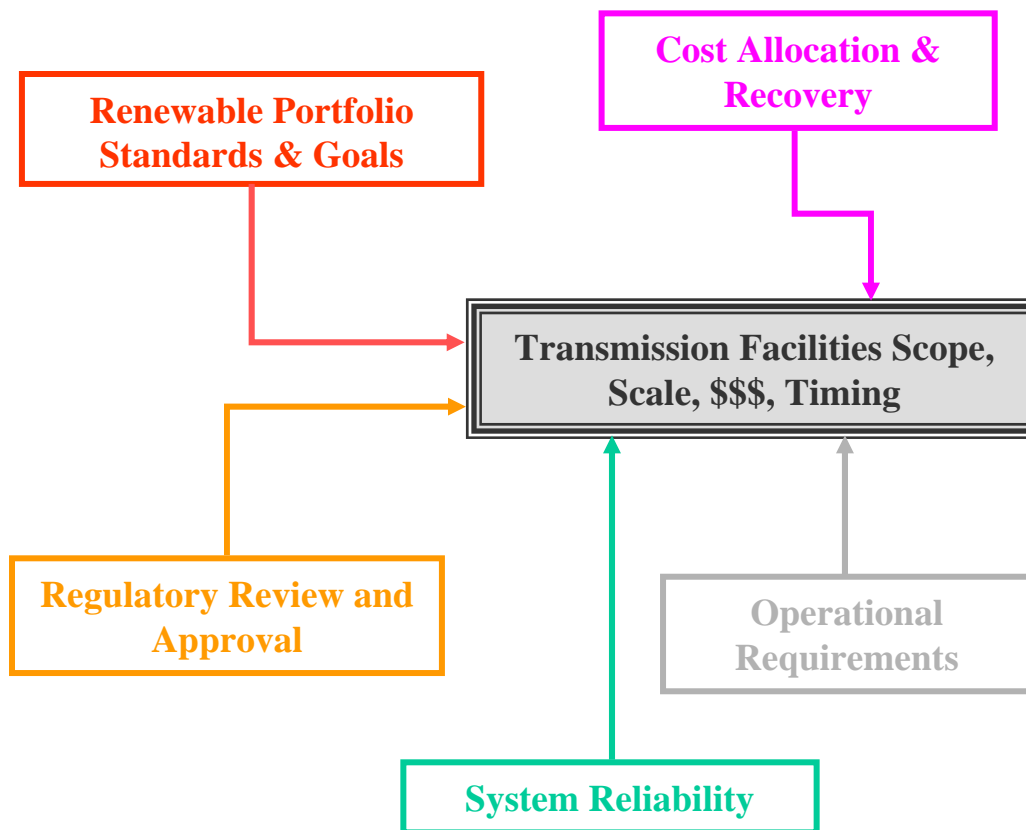 Cost Allocation &
Recovery
Renewable Portfolio
Standards & Goals
Transmission Facilities Scope,
Scale, $$$, Timing
Regulatory Review and
Approval
Operational
Requirements
System Reliability